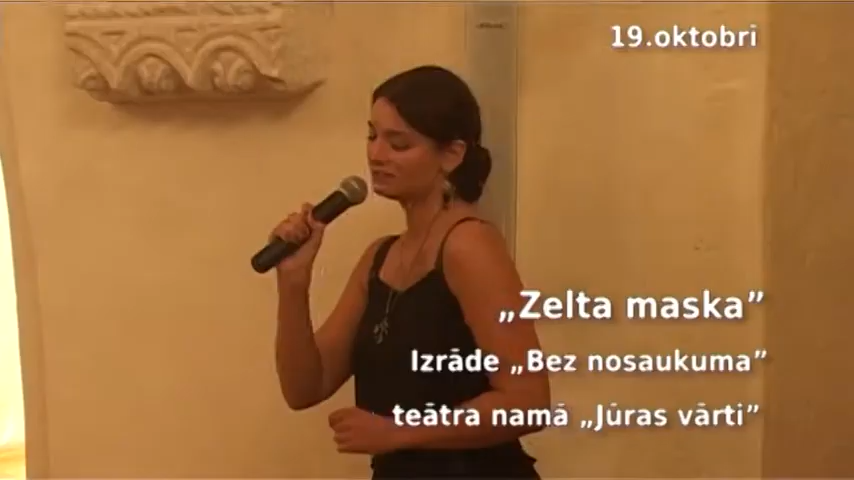 19.oktobrī
„Zelta maska”
Izrāde „Bez nosaukuma”
teātra namā „Jūras vārti”